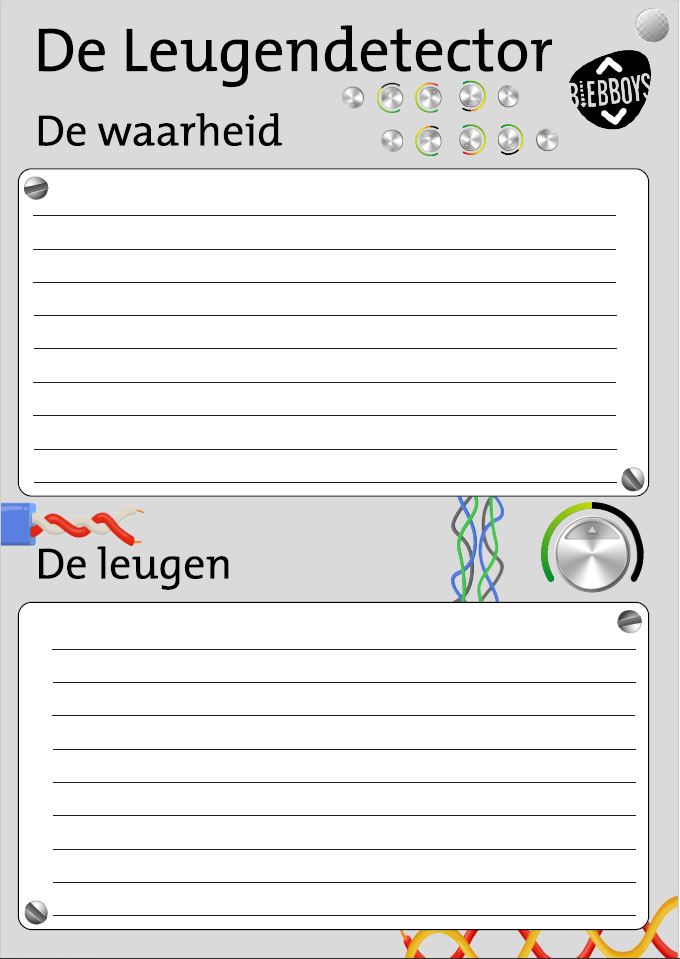 De Leugendetector
BIEBBOYS
De waarheid
De leugen